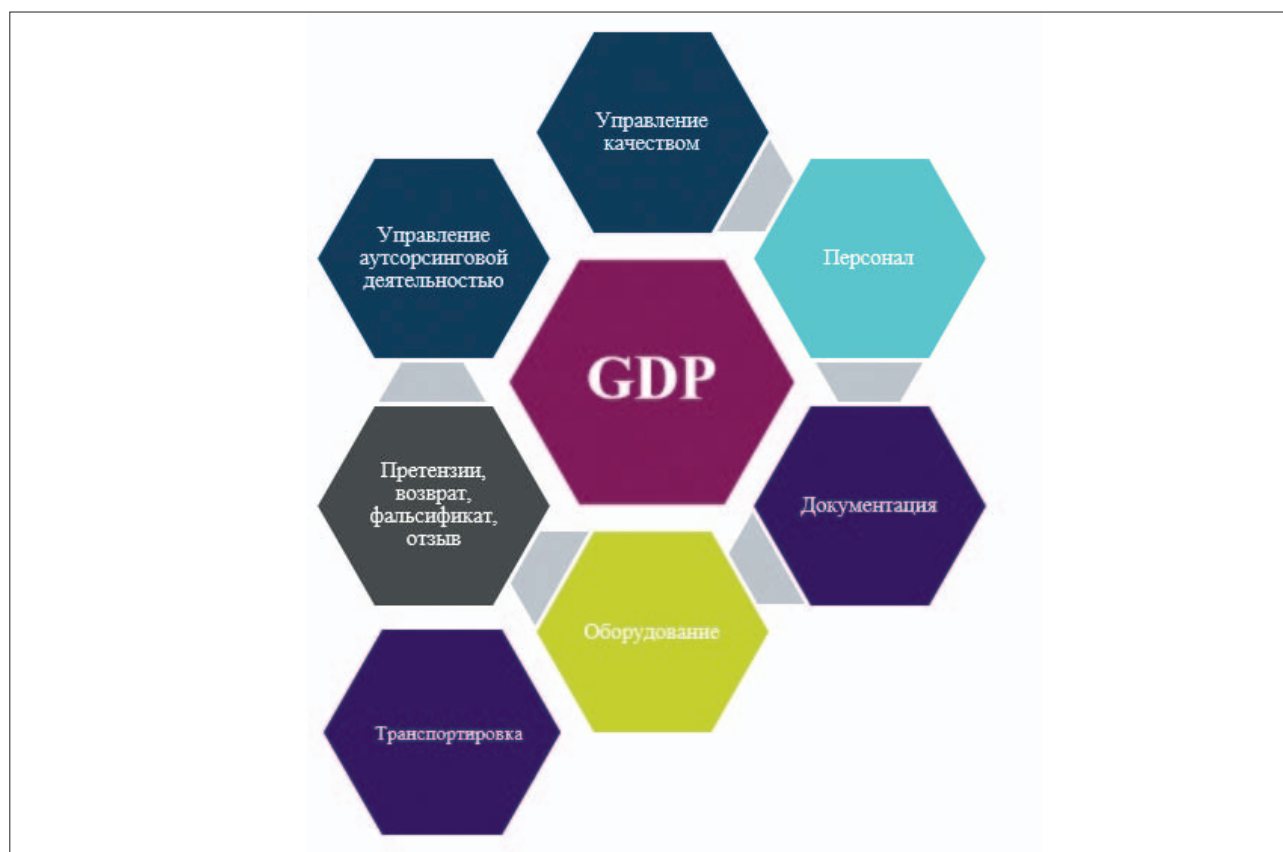 Управление
качеством
Управление
аутсорсинговой
деятельностью
Персонал
GDP
Претензии,
возврат,
фальсификат,
отзыв
Документация
Оборудование
Транспортировка